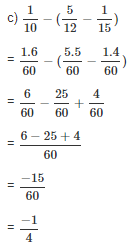 c) 1/10 − (5/12 − 1/15)
= 1.6/60 − (5.5/60 − 1.4/60)
= 6/60 − 25/60 + 4/60
= 6 − 25 + 4/60
= −15/60
= −1/4